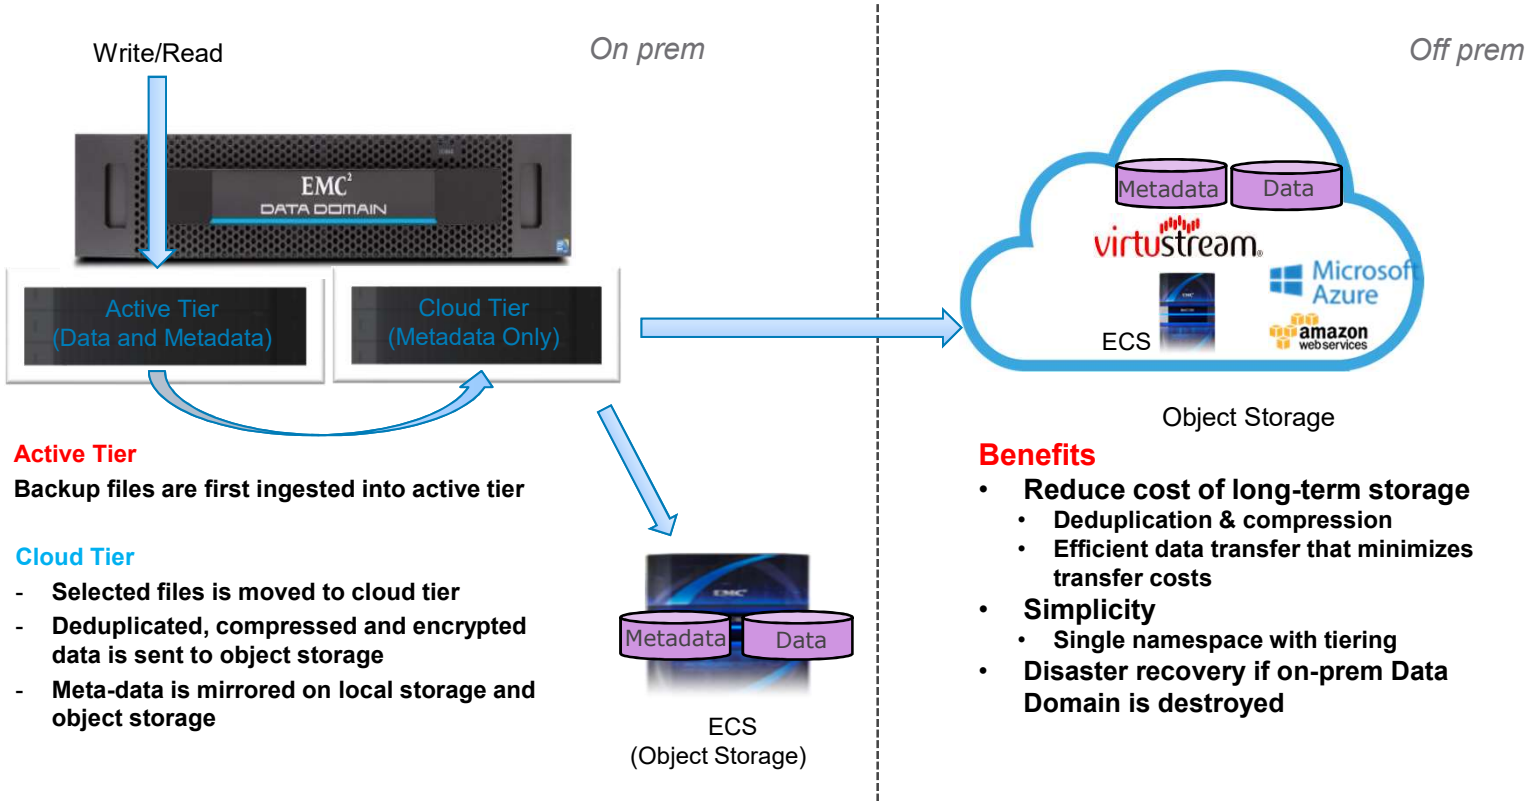 Write/Read
On prem
EMC²
DATA DOMAIN
Active Tier
(Data and Metadata)
Cloud Tier
(Metadata Only)
Active Tier
Backup files are first ingested into active tier
Cloud Tier
- Selected files is moved to cloud tier
- Deduplicated, compressed and encrypted
data is sent to object storage
- Meta-data is mirrored on local storage and
object storage
EMC²
Metadata
Data
ECS
(Object Storage)
Off prem
Metadata
Data
virtustream.
Microsoft
Azure
EMC²
ECS
amazon
webservices
Object Storage
Benefits
• Reduce cost of long-term storage
• Deduplication & compression
• Efficient data transfer that minimizes
transfer costs
• Simplicity
• Single namespace with tiering
• Disaster recovery if on-prem Data
Domain is destroyed